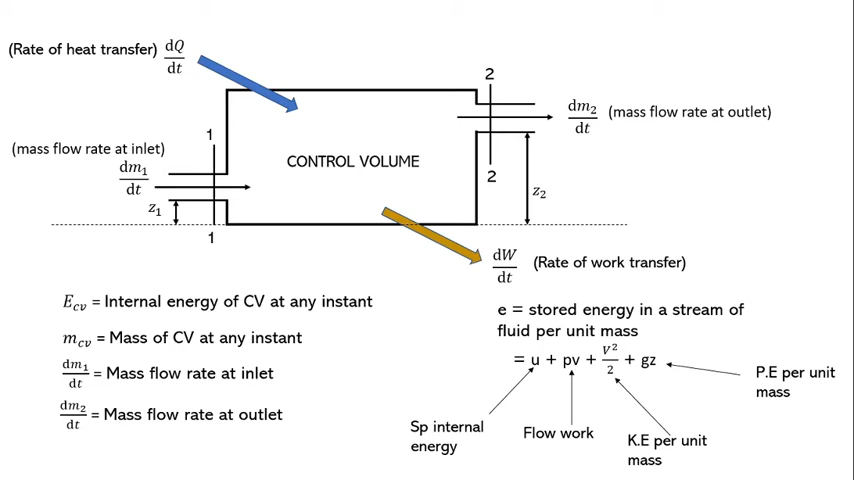 (Rate of heat transfer) dQ/dt
2
dm₂/dt (mass flow rate at outlet)
1
(mass flow rate at inlet)
dm₁/dt
CONTROL VOLUME
2
z₂
z₁
1
dW/dt (Rate of work transfer)
E_cv = Internal energy of CV at any instant
m_cv = Mass of CV at any instant
dm₁/dt = Mass flow rate at inlet
dm₂/dt = Mass flow rate at outlet
e = stored energy in a stream of
fluid per unit mass
= u + pv + V²/2 + gz
P.E per unit
mass
Sp internal
energy
Flow work
K.E per unit
mass